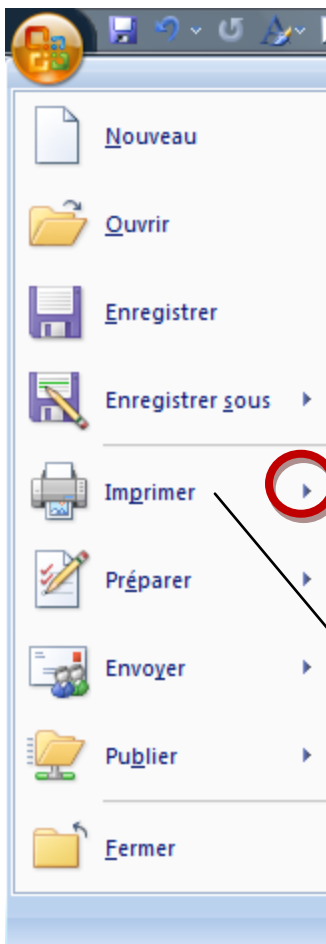 Nouveau
Ouvrir
Enregistrer
Enregistrer sous
Imprimer
Préparer
Envoyer
Publier
Fermer